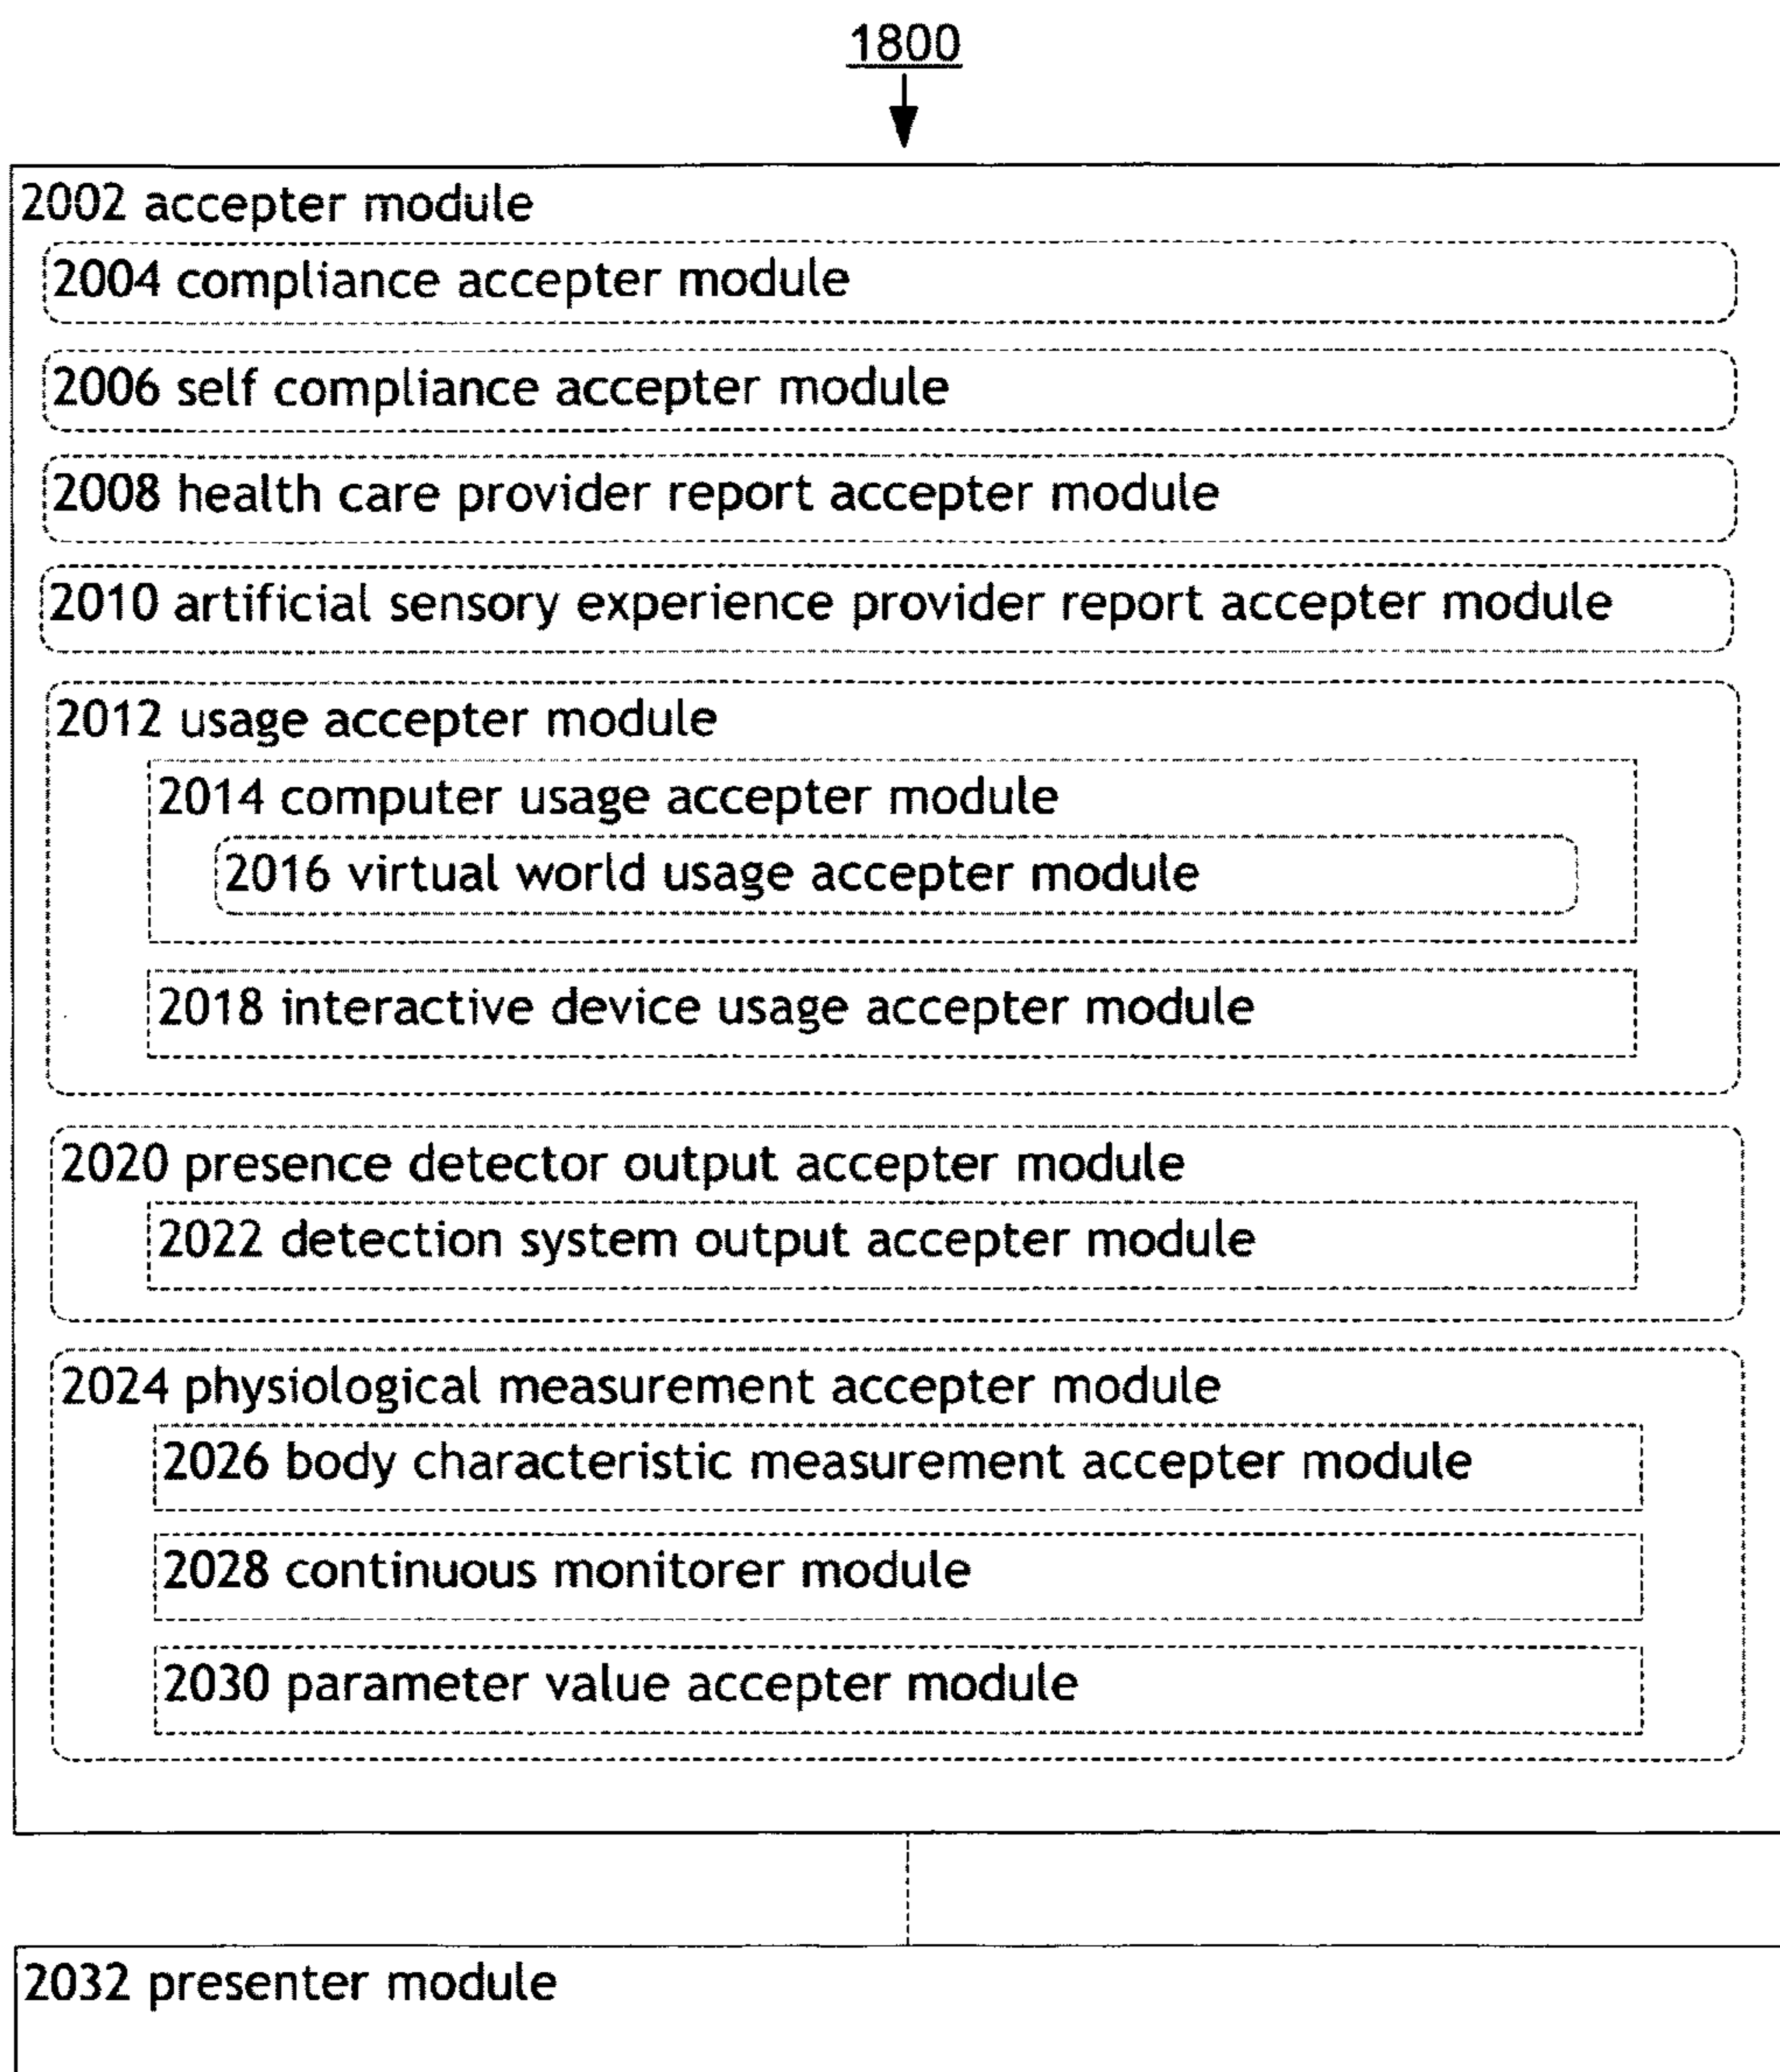 1800
2002 accepter module
2004 compliance accepter module
2006 self compliance accepter module
2008 health care provider report accepter module
2010 artificial sensory experience provider report accepter module
2012 usage accepter module
2014 computer usage accepter module
2016 virtual world usage accepter module
2018 interactive device usage accepter module
2020 presence detector output accepter module
2022 detection system output accepter module
2024 physiological measurement accepter module
2026 body characteristic measurement accepter module
2028 continuous monitorer module
2030 parameter value accepter module
2032 presenter module